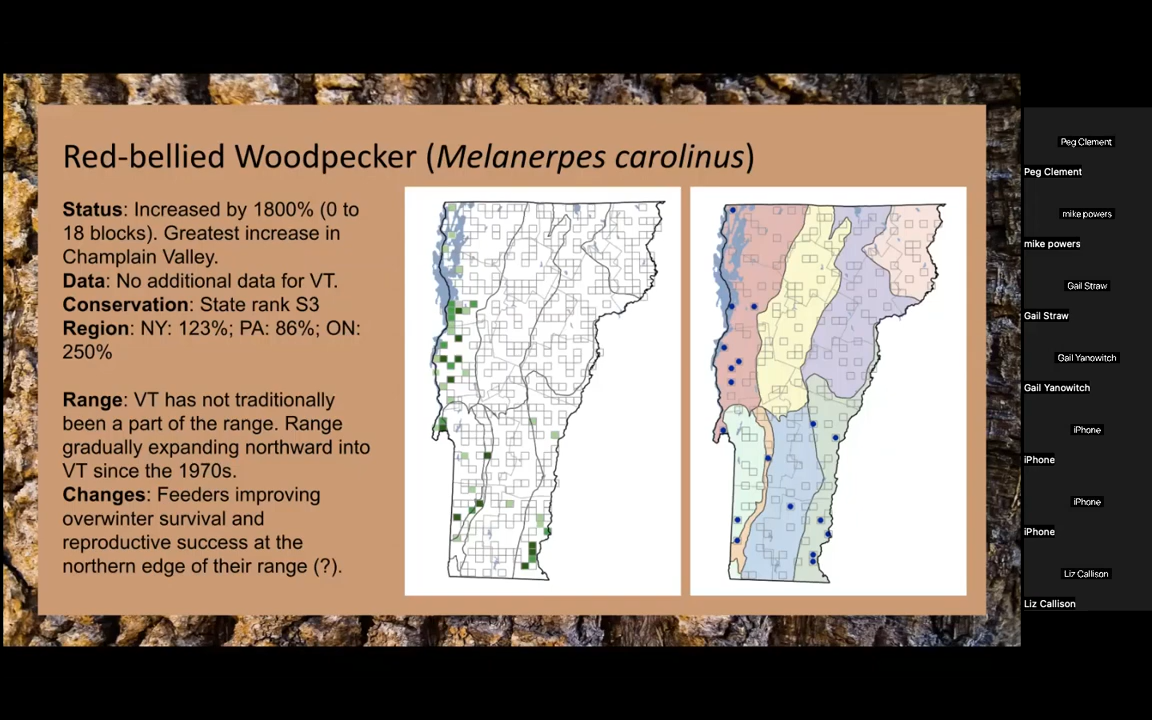 Red-bellied Woodpecker (Melanerpes carolinus)
Status: Increased by 1800% (0 to
18 blocks). Greatest increase in
Champlain Valley.
Data: No additional data for VT.
Conservation: State rank S3
Region: NY: 123%; PA: 86%; ON:
250%
Range: VT has not traditionally
been a part of the range. Range
gradually expanding northward into
VT since the 1970s.
Changes: Feeders improving
overwinter survival and
reproductive success at the
northern edge of their range (?).
Peg Clement
Peg Clement
mike powers
mike powers
Gail Straw
Gail Straw
Gail Yanowitch
Gail Yanowitch
iPhone
iPhone
iPhone
iPhone
Liz Callison
Liz Callison